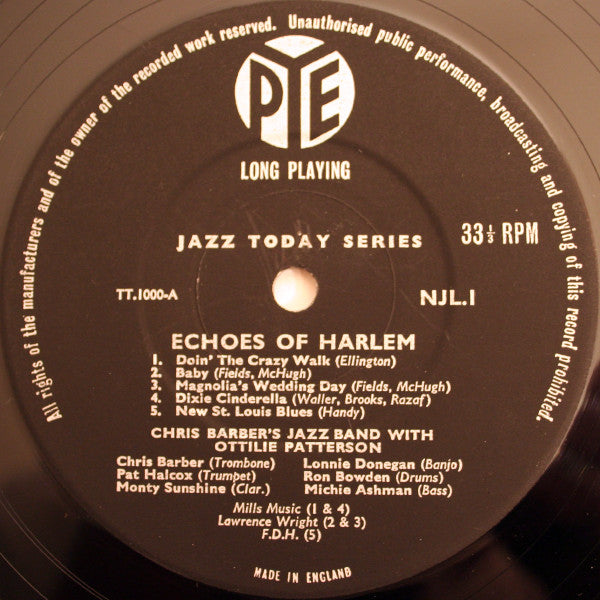 All rights of the manufacturers and of the owner of the recorded work reserved. Unauthorised public performance, broadcasting and copying of this record prohibited.
PYE
LONG PLAYING
JAZZ TODAY SERIES
33⅓ RPM
TT.1000-A
NJL.1
ECHOES OF HARLEM
1. Doin' The Crazy Walk (Ellington)
2. Baby (Fields, McHugh)
3. Magnolia's Wedding Day (Fields, McHugh)
4. Dixie Cinderella (Waller, Brooks, Razaf)
5. New St. Louis Blues (Handy)
CHRIS BARBER'S JAZZ BAND WITH
OTTILIE PATTERSON
Chris Barber (Trombone) Lonnie Donegan (Banjo)
Pat Halcox (Trumpet) Ron Bowden (Drums)
Monty Sunshine (Clar.) Michie Ashman (Bass)
Mills Music (1 & 4)
Lawrence Wright (2 & 3)
F.D.H. (5)
MADE IN ENGLAND